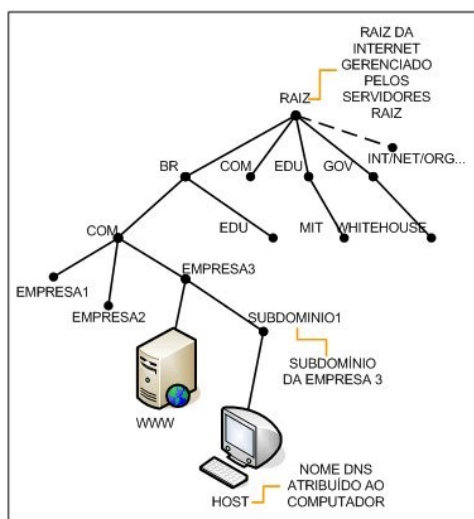 RAIZ DA
INTERNET
GERENCIADO
PELOS
SERVIDORES
RAIZ
RAIZ
INT/NET/ORG...
BR
COM
EDU
GOV
COM
EDU
MIT
WHITEHOUSE
EMPRESA1
EMPRESA2
EMPRESA3
SUBDOMINIO1
SUBDOMÍNIO
DA EMPRESA 3
WWW
HOST
NOME DNS
ATRIBUÍDO AO
COMPUTADOR